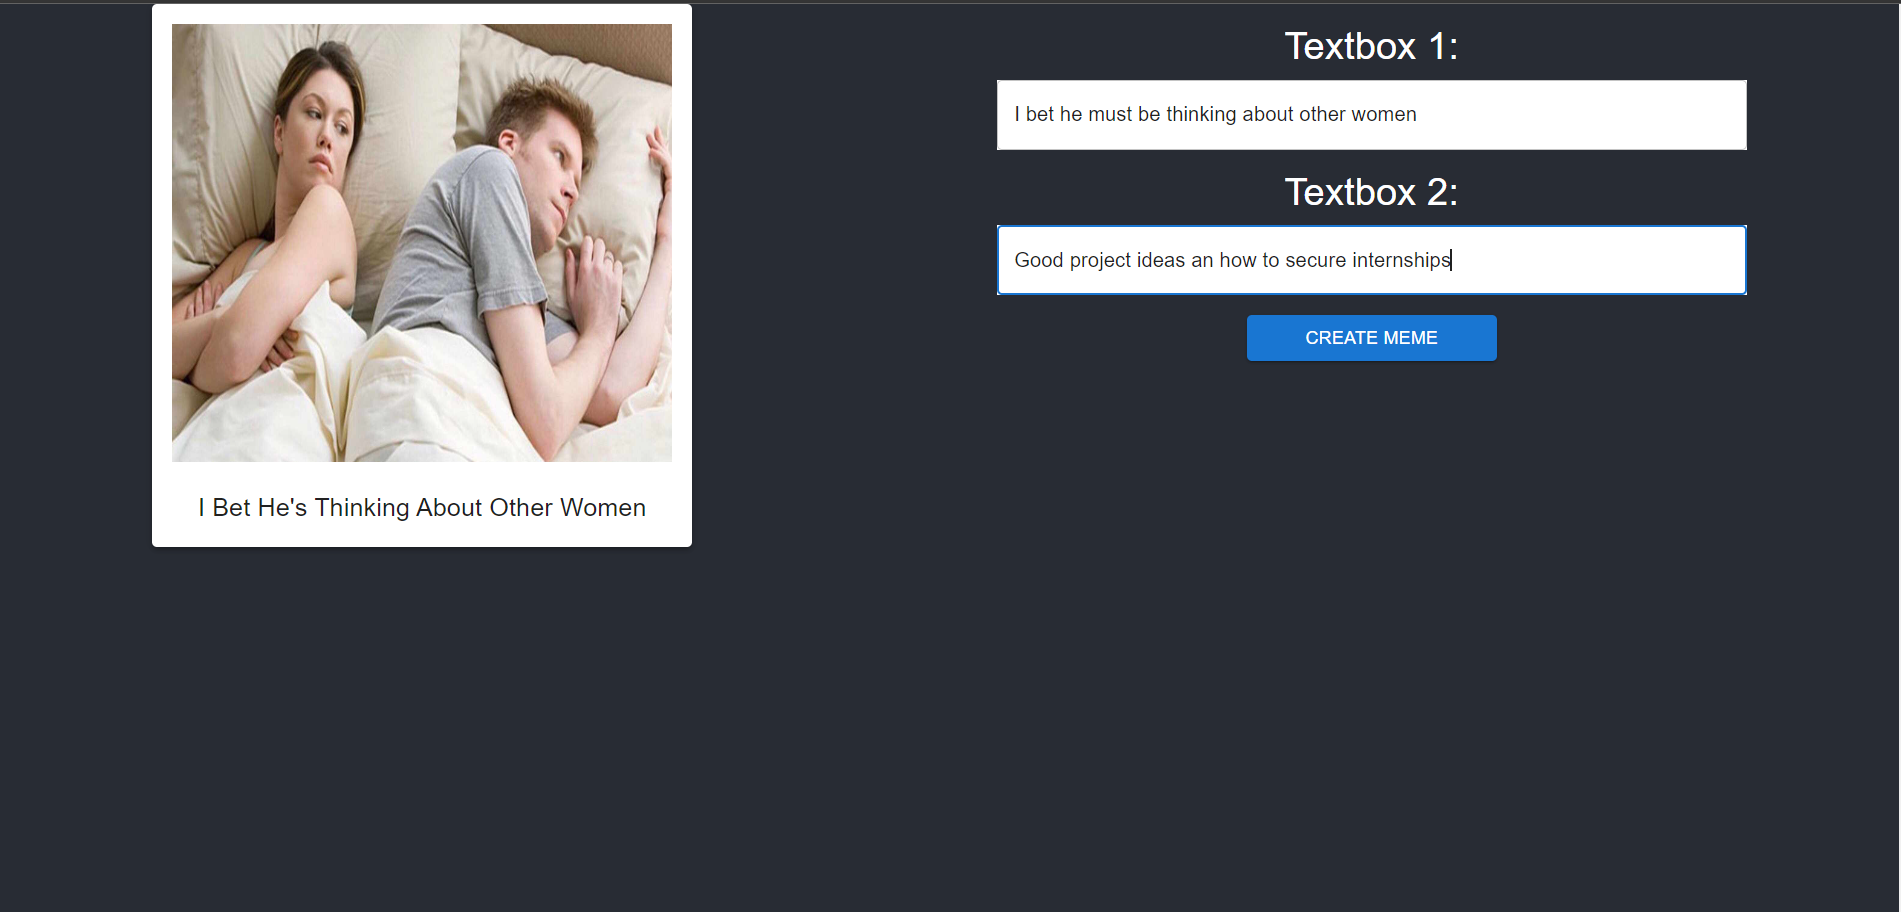 I Bet He's Thinking About Other Women
Textbox 1:
I bet he must be thinking about other women
Textbox 2:
Good project ideas an how to secure internships
CREATE MEME